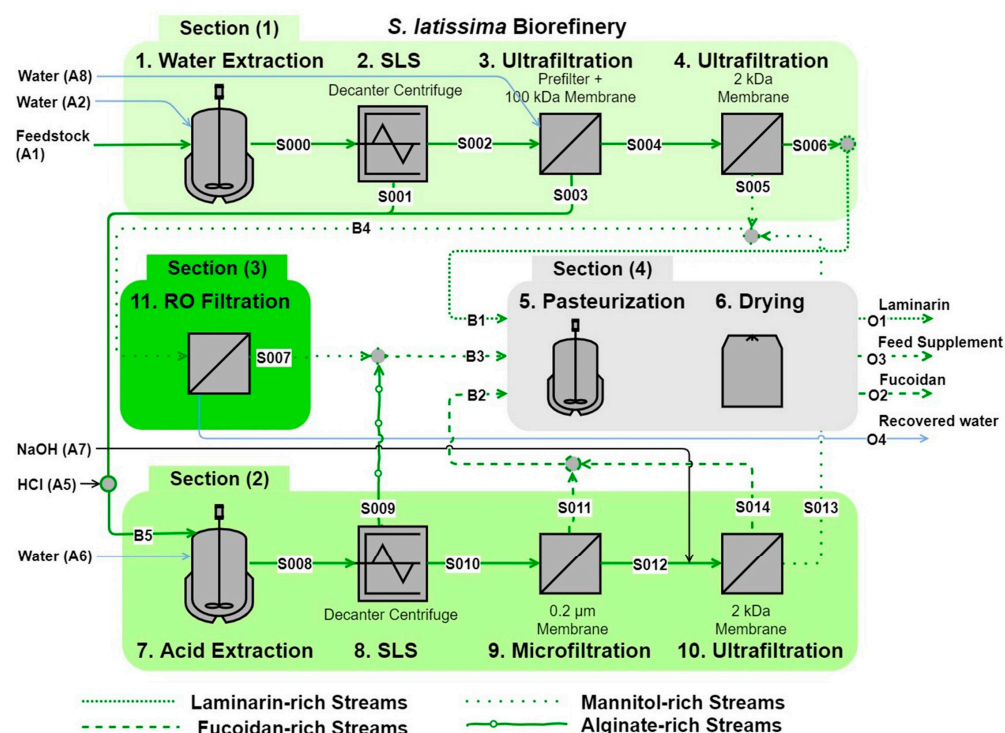 S. latissima Biorefinery
Section (1)
1. Water Extraction
2. SLS
3. Ultrafiltration
4. Ultrafiltration
Decanter Centrifuge
Prefilter +
100 kDa Membrane
2 kDa
Membrane
Water (A8)
Water (A2)
Feedstock
(A1)
S000
S002
S004
S006
S001
S003
S005
B4
Section (3)
11. RO Filtration
S007
Section (4)
5. Pasteurization
6. Drying
B1
B3
B2
Laminarin
O1
Feed Supplement
O3
Fucoidan
O2
Recovered water
O4
NaOH (A7)
HCl (A5)
Water (A6)
B5
Section (2)
S009
S011
S014
S013
S008
S010
S012
Decanter Centrifuge
0.2 µm
Membrane
2 kDa
Membrane
7. Acid Extraction
8. SLS
9. Microfiltration
10. Ultrafiltration
Laminarin-rich Streams
Mannitol-rich Streams
Fucoidan-rich Streams
Alginate-rich Streams